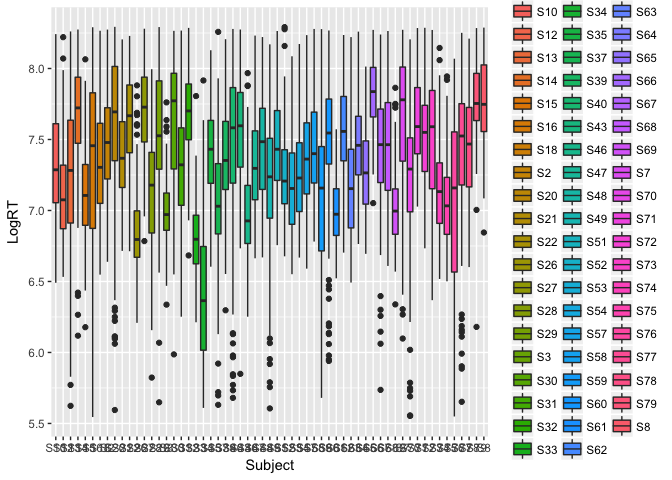 8.0
7.5
7.0
6.5
6.0
5.5
LogRT
Subject
S10
S12
S13
S14
S15
S16
S18
S2
S20
S21
S22
S26
S27
S28
S29
S3
S30
S31
S32
S33
S34
S35
S37
S39
S40
S43
S46
S47
S48
S49
S51
S52
S53
S54
S57
S58
S59
S60
S61
S62
S63
S64
S65
S66
S67
S68
S69
S7
S70
S71
S72
S73
S74
S75
S76
S77
S78
S79
S8